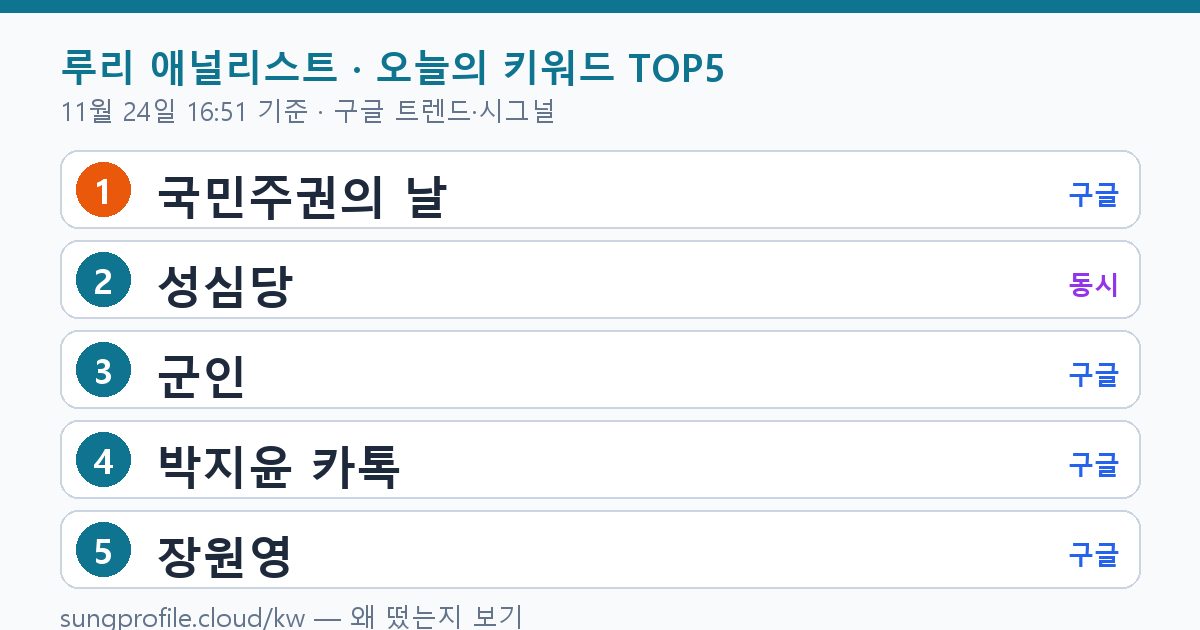 루리 애널리스트 · 오늘의 키워드 TOP5
11월 24일 16:51 기준 · 구글 트렌드·시그널
1 국민주권의 날 구글
2 성심당 동시
3 군인 구글
4 박지윤 카톡 구글
5 장원영 구글
sungprofile.cloud/kw — 왜 떴는지 보기